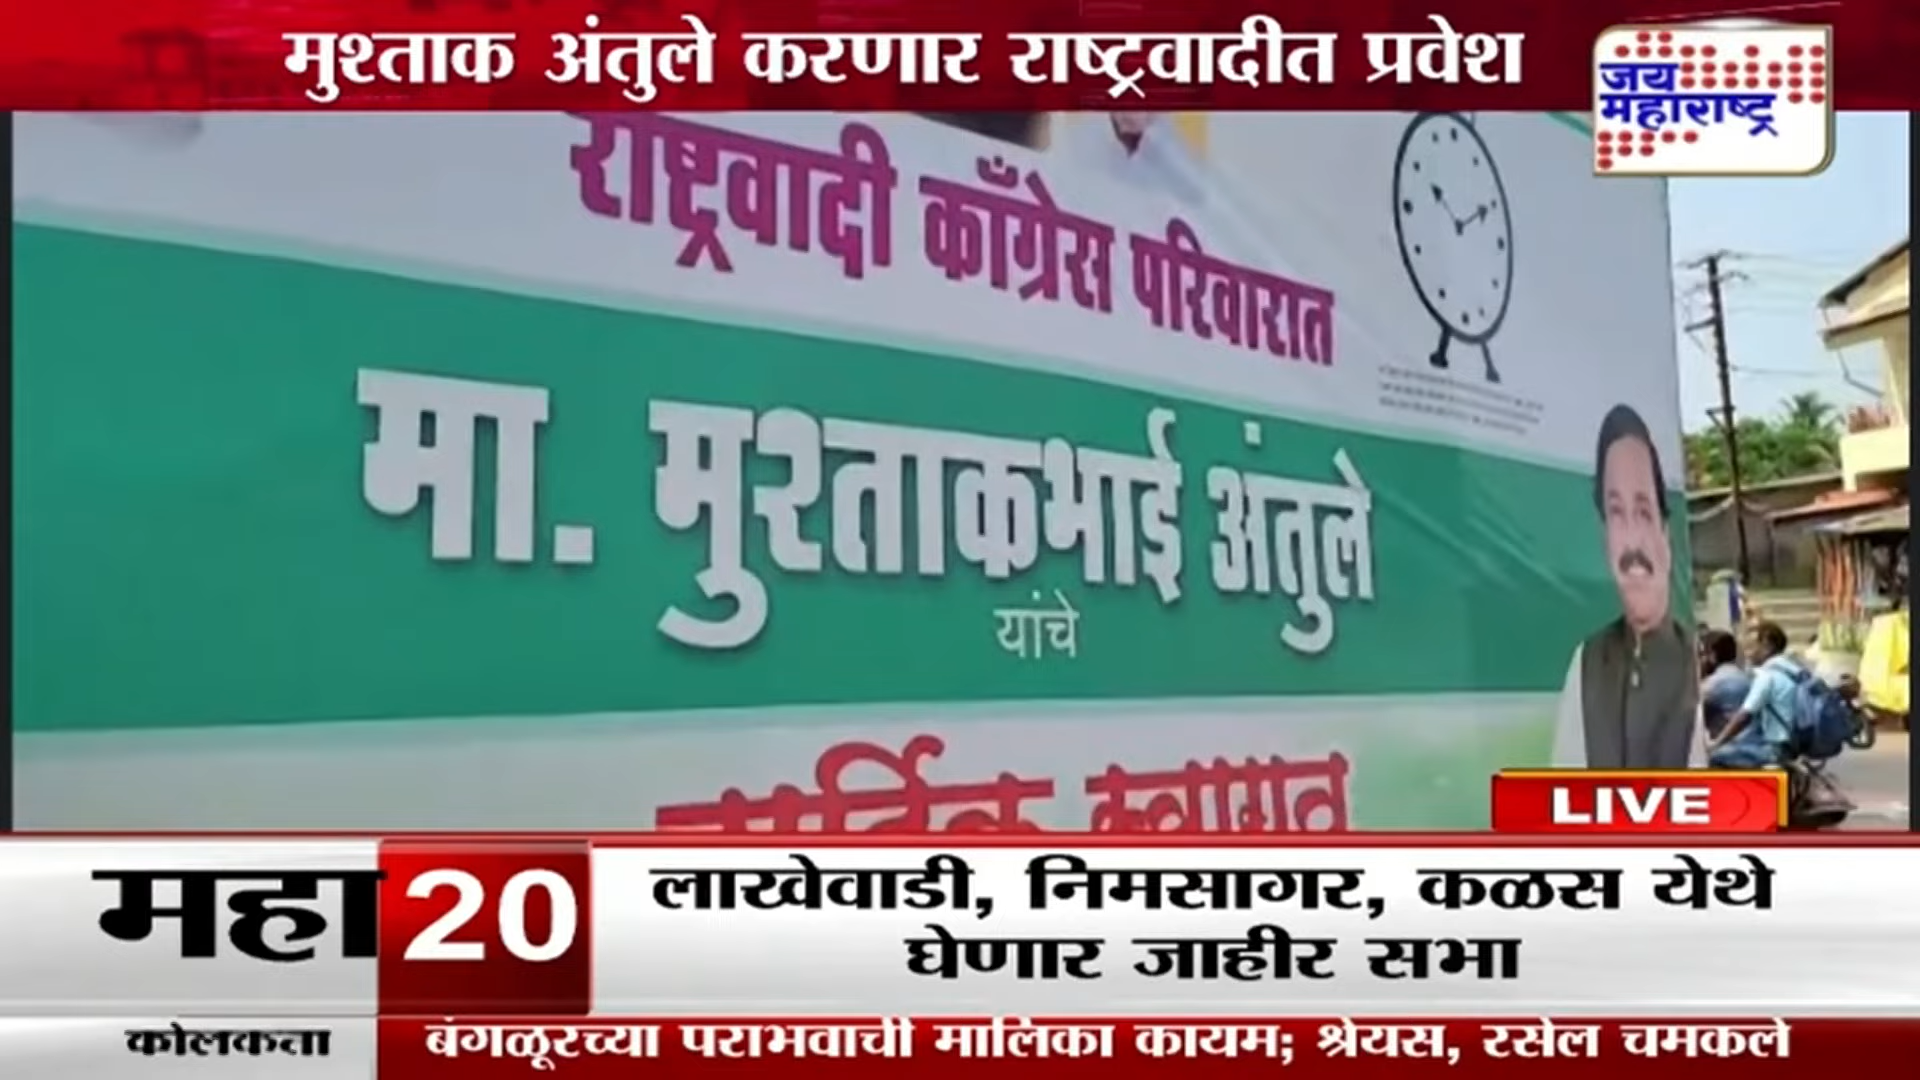 मुश्ताक अंतुले करणार राष्ट्रवादीत प्रवेश
जय
महाराष्ट्र
राष्ट्रवादी काँग्रेस परिवारात
मा. मुश्ताकभाई अंतुले
यांचे
हार्दिक स्वागत
LIVE
महा 20
लाखेवाडी, निमसागर, कळस येथे
घेणार जाहीर सभा
कोलकता
बंगळूरच्या पराभवाची मालिका कायम; श्रेयस, रसेल चमकले